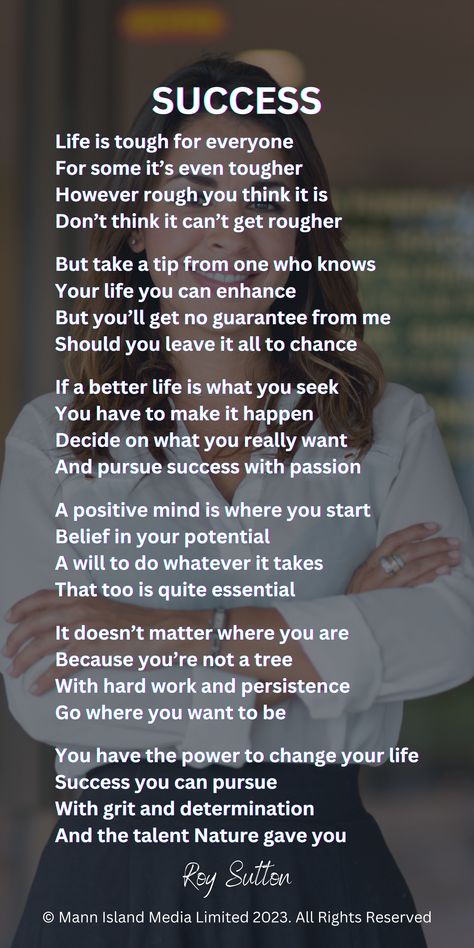 SUCCESS
Life is tough for everyone
For some it’s even tougher
However rough you think it is
Don’t think it can’t get rougher
But take a tip from one who knows
Your life you can enhance
But you’ll get no guarantee from me
Should you leave it all to chance
If a better life is what you seek
You have to make it happen
Decide on what you really want
And pursue success with passion
A positive mind is where you start
Belief in your potential
A will to do whatever it takes
That too is quite essential
It doesn’t matter where you are
Because you’re not a tree
With hard work and persistence
Go where you want to be
You have the power to change your life
Success you can pursue
With grit and determination
And the talent Nature gave you
Roy Sutton
© Mann Island Media Limited 2023. All Rights Reserved